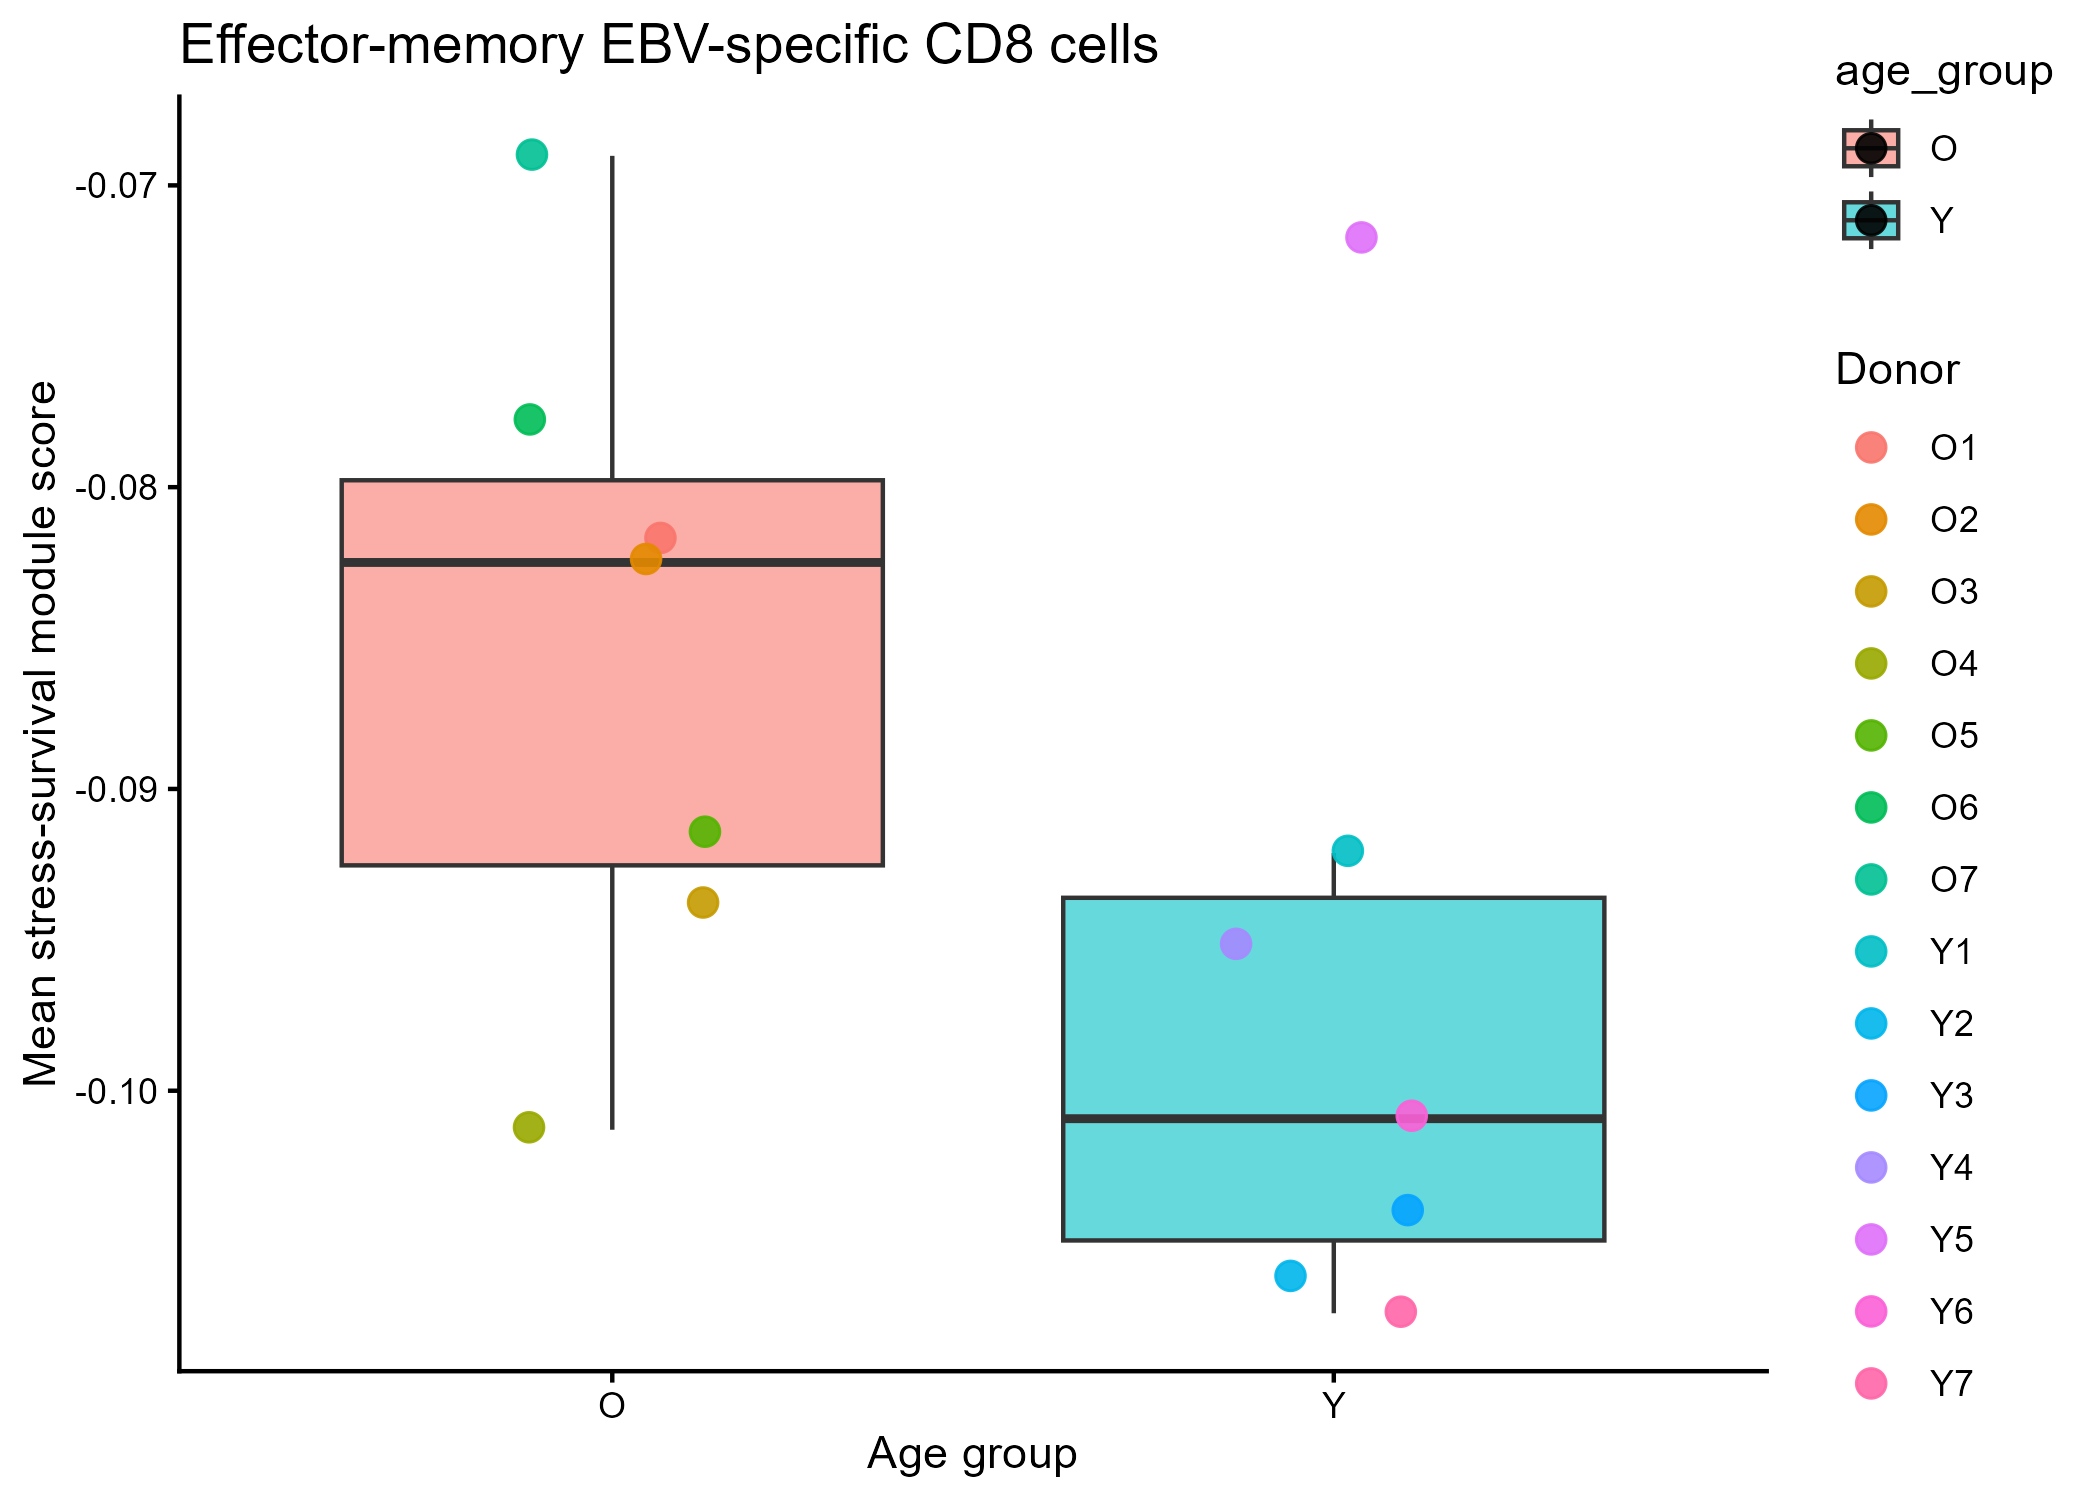 Effector-memory EBV-specific CD8 cells
Mean stress-survival module score
-0.07
-0.08
-0.09
-0.10
O
Y
Age group
age_group
O
Y
Donor
O1
O2
O3
O4
O5
O6
O7
Y1
Y2
Y3
Y4
Y5
Y6
Y7